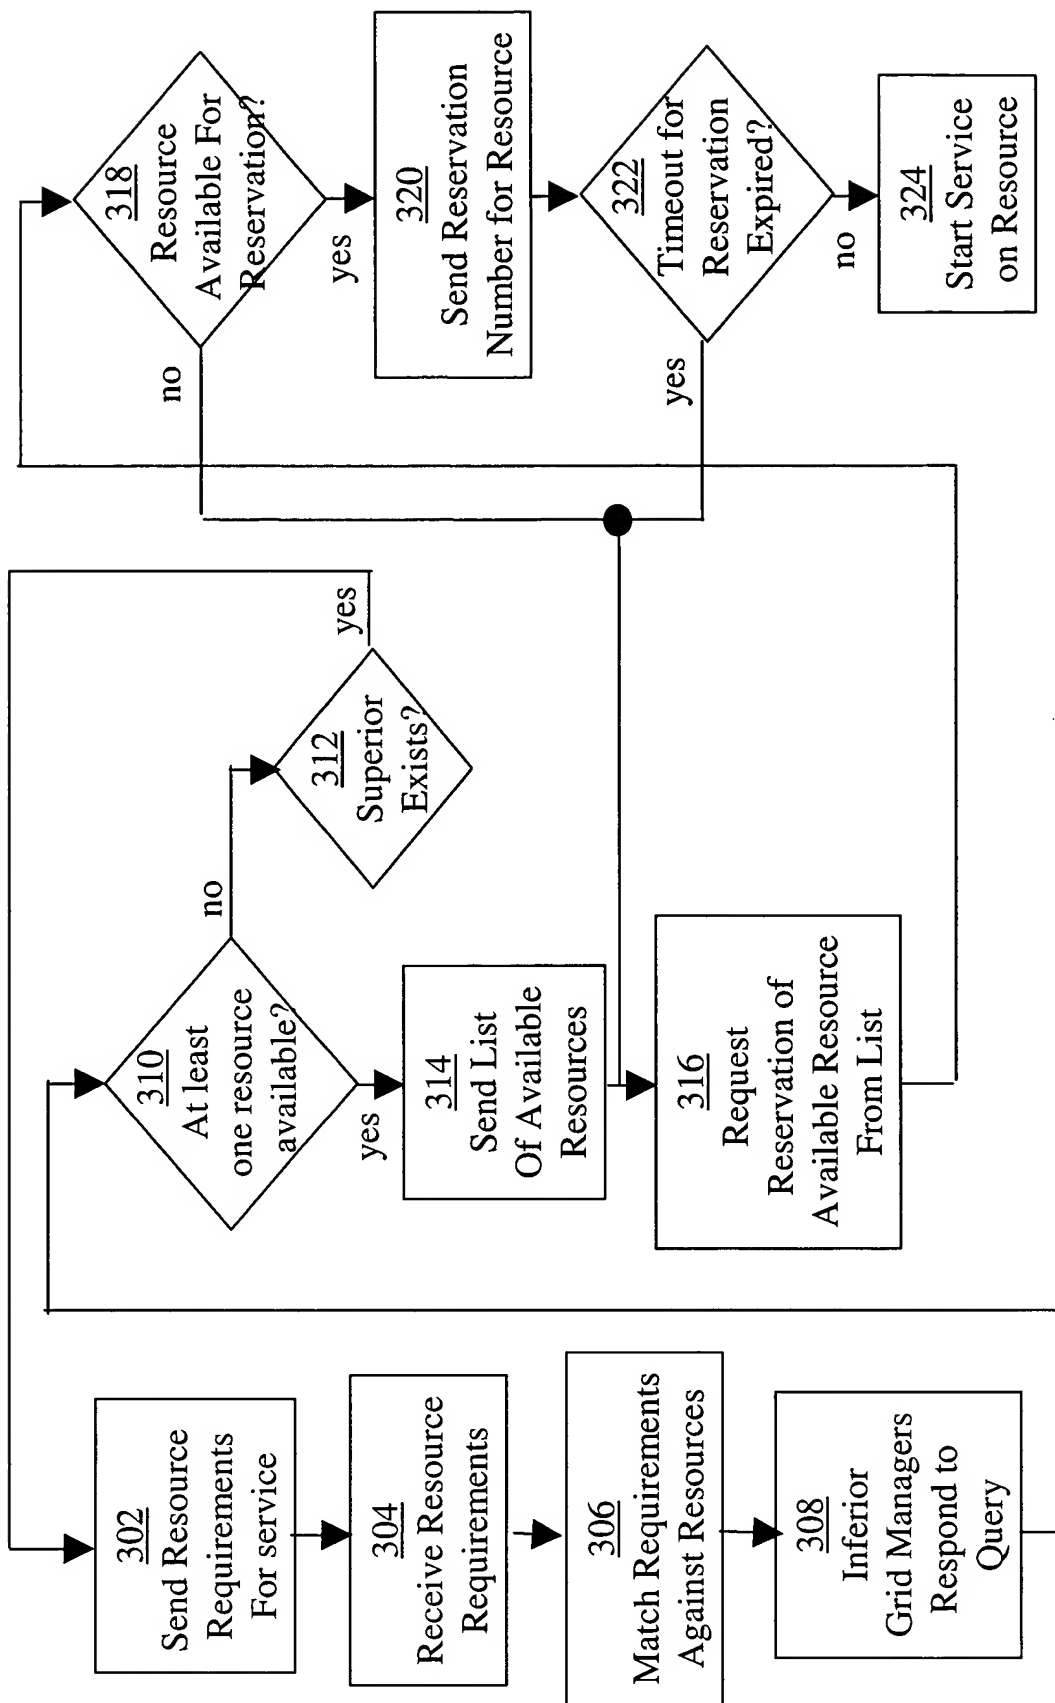 302
Send Resource
Requirements
For service
304
Receive Resource
Requirements
306
Match Requirements
Against Resources
308
Inferior
Grid Managers
Respond to
Query
310
At least
one resource
available?
no
yes
312
Superior
Exists?
yes
314
Send List
Of Available
Resources
316
Request
Reservation of
Available Resource
From List
318
Resource
Available For
Reservation?
no
yes
320
Send Reservation
Number for Resource
322
Timeout for
Reservation
Expired?
yes
no
324
Start Service
on Resource